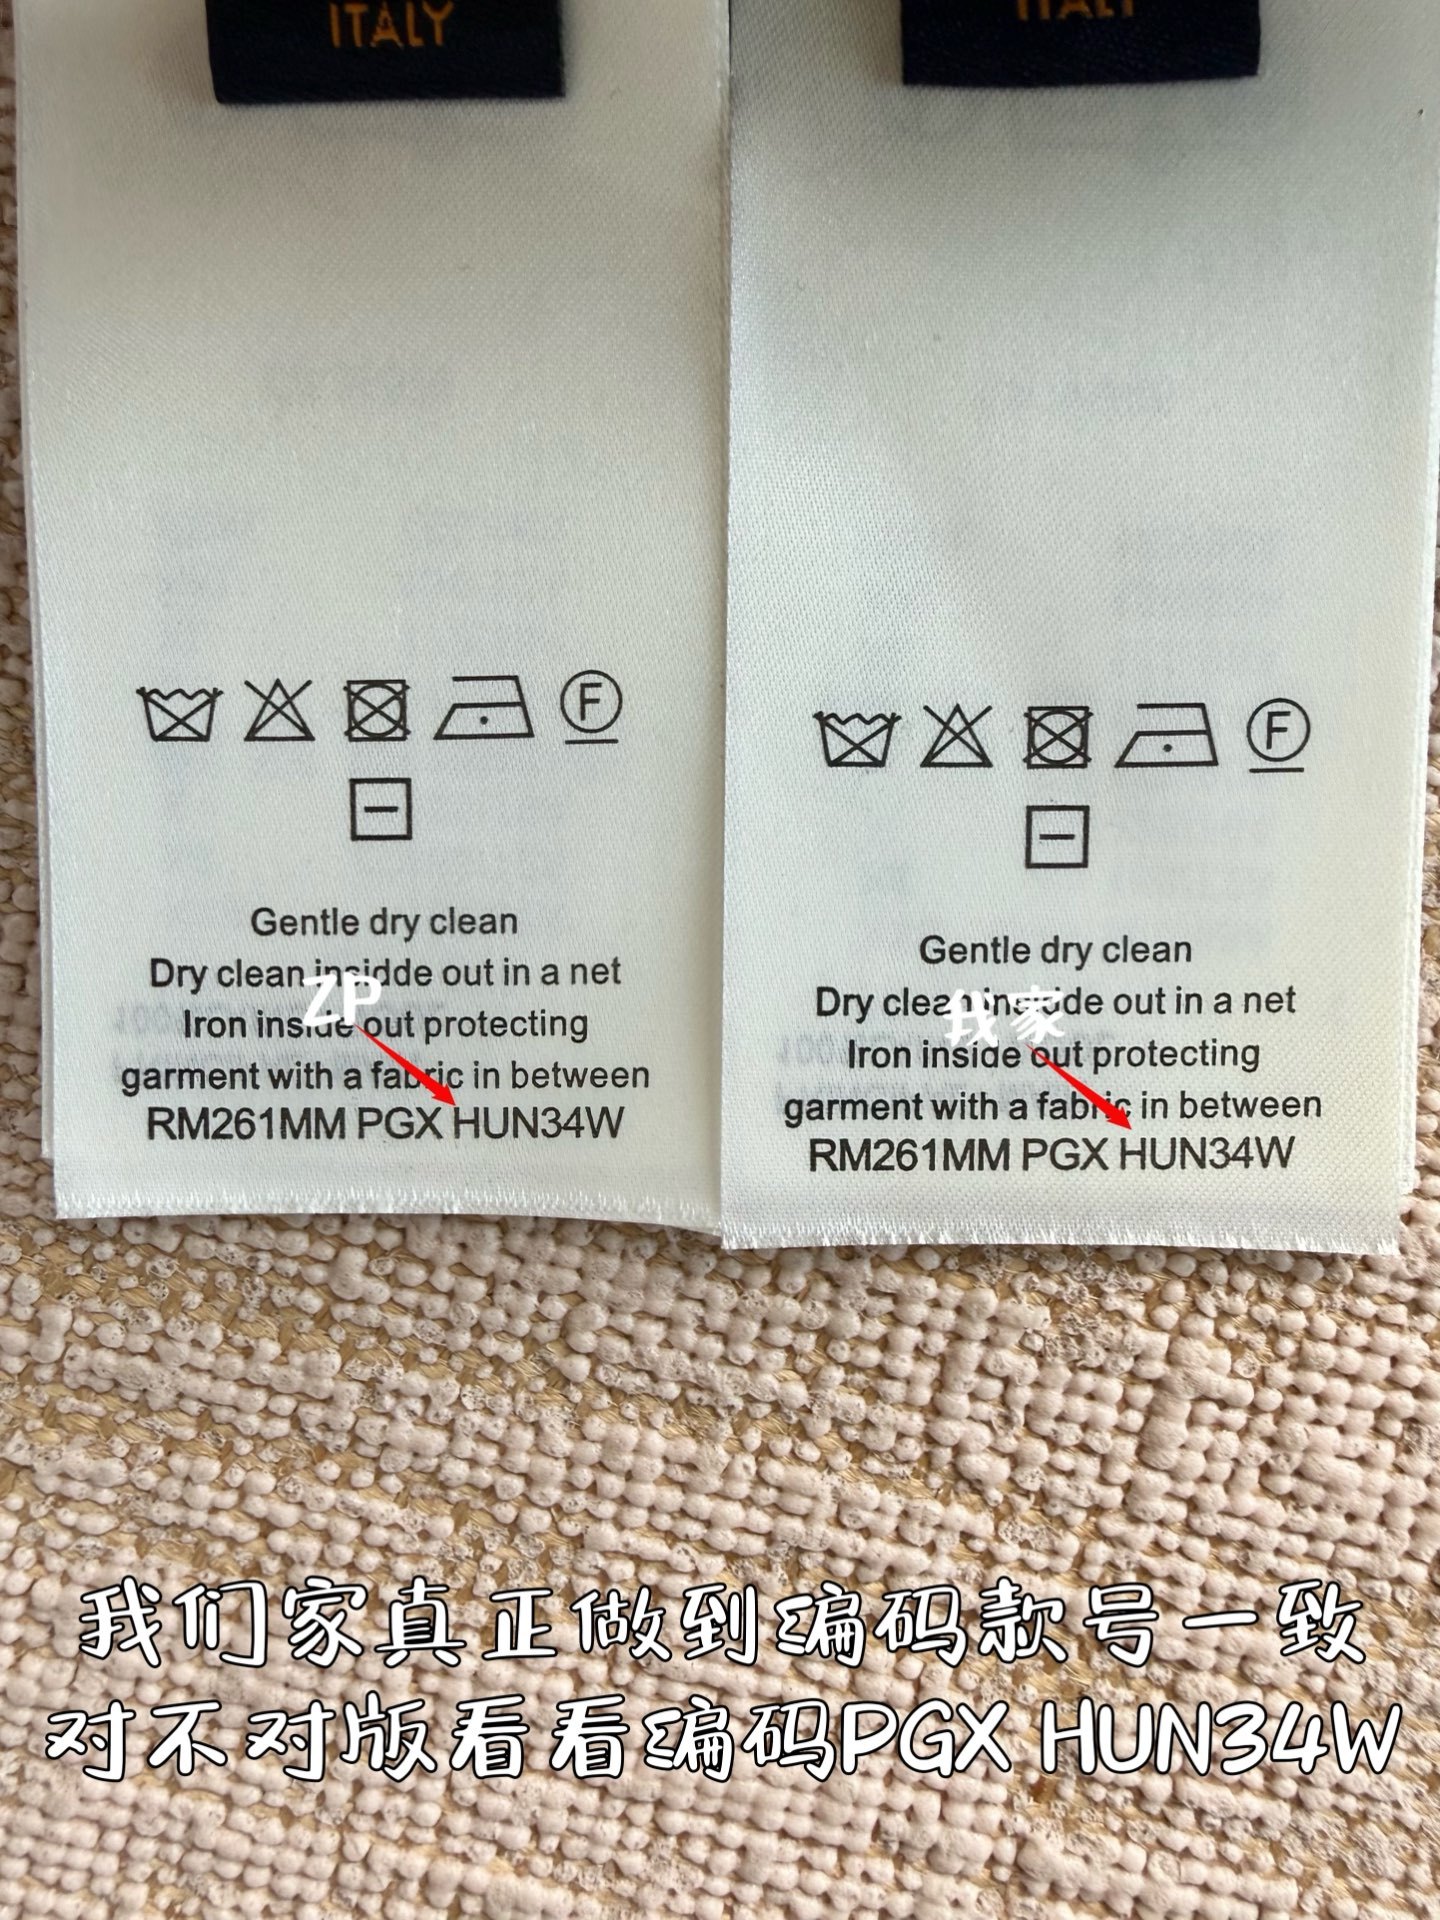 ITALY
Gentle dry clean
Dry clean insidde out in a net
Iron inside out protecting
garment with a fabric in between
RM261MM PGX HUN34W
ZP
ITALY
Gentle dry clean
Dry clean insidde out in a net
Iron inside out protecting
garment with a fabric in between
RM261MM PGX HUN34W
我家
F
F
我们家真正做到编码款号一致
对不对版看看编码PGX HUN34W